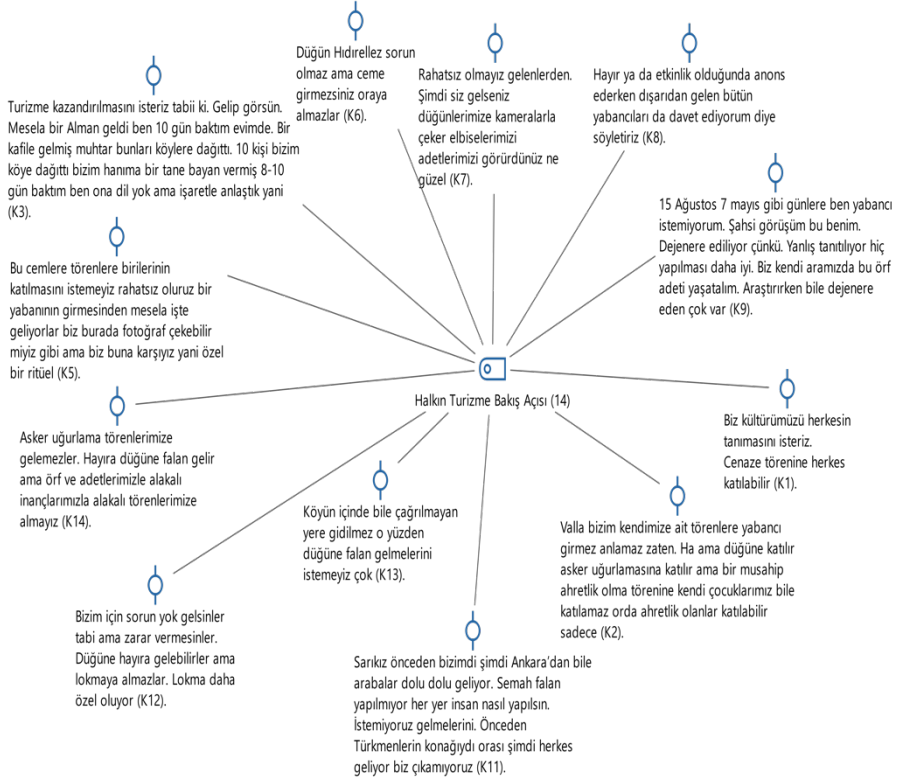 Düğün Hıdırellez sorun
olmaz ama ceme
girmezsiniz oraya
almazlar (K6).
Rahatsız olmayız gelenlerden.
Şimdi siz gelseniz
düğünlerimize kameralarla
çeker elbiselerimizi
adetlerimizi görürdünüz ne
güzel (K7).
Hayır ya da etkinlik olduğunda anons
ederken dışarıdan gelen bütün
yabancıları da davet ediyorum diye
söyletiriz (K8).
Turizme kazandırılmasını isteriz tabii ki. Gelip görsün.
Mesela bir Alman geldi ben 10 gün baktım evimde. Bir
kafile gelmiş muhtar bunları köylere dağıttı. 10 kişi bizim
köye dağıttı bizim hanıma bir tane bayan vermiş 8-10
gün baktım ben ona dil yok ama işaretle anlaştık yani
(K3).
15 Ağustos 7 mayıs gibi günlere ben yabancı
istemiyorum. Şahsi görüşüm bu benim.
Dejenere ediliyor çünkü. Yanlış tanıtılıyor hiç
yapılması daha iyi. Biz kendi aramızda bu örf
adeti yaşatalım. Araştırırken bile dejenere
eden çok var (K9).
Bu cemlere törenlere birilerinin
katılmasını istemeyiz rahatsız oluruz bir
yabanının girmesinden mesela işte
geliyorlar biz burada fotoğraf çekebilir
miyiz gibi ama biz buna karşıyız yani özel
bir ritüel (K5).
Halkın Turizme Bakış Açısı (14)
Biz kültürümüzü herkesin
tanımasını isteriz.
Cenaze törenine herkes
katılabilir (K1).
Asker uğurlama törenlerimize
gelemezler. Hayıra düğüne falan gelir
ama örf ve adetlerimizle alakalı
inançlarımızla alakalı törenlerimize
almayız (K14).
Köyün içinde bile çağrılmayan
yere gidilmez o yüzden
düğüne falan gelmelerini
istemeyiz çok (K13).
Valla bizim kendimize ait törenlere yabancı
girmez anlamaz zaten. Ha ama düğüne katılır
asker uğurlamasına katılır ama bir musahip
ahretlik olma törenine kendi çocuklarımız bile
katılamaz orda ahretlik olanlar katılabilir
sadece (K2).
Bizim için sorun yok gelsinler
tabi ama zarar vermesinler.
Düğüne hayıra gelebilirler ama
lokmaya almazlar. Lokma daha
özel oluyor (K12).
Sarıkız önceden bizimdi şimdi Ankara'dan bile
arabalar dolu dolu geliyor. Semah falan
yapılmıyor her yer insan nasıl yapılsın.
İstemiyoruz gelmelerini. Önceden
Türkmenlerin konağıydı orası şimdi herkes
geliyor biz çıkamıyoruz (K11).